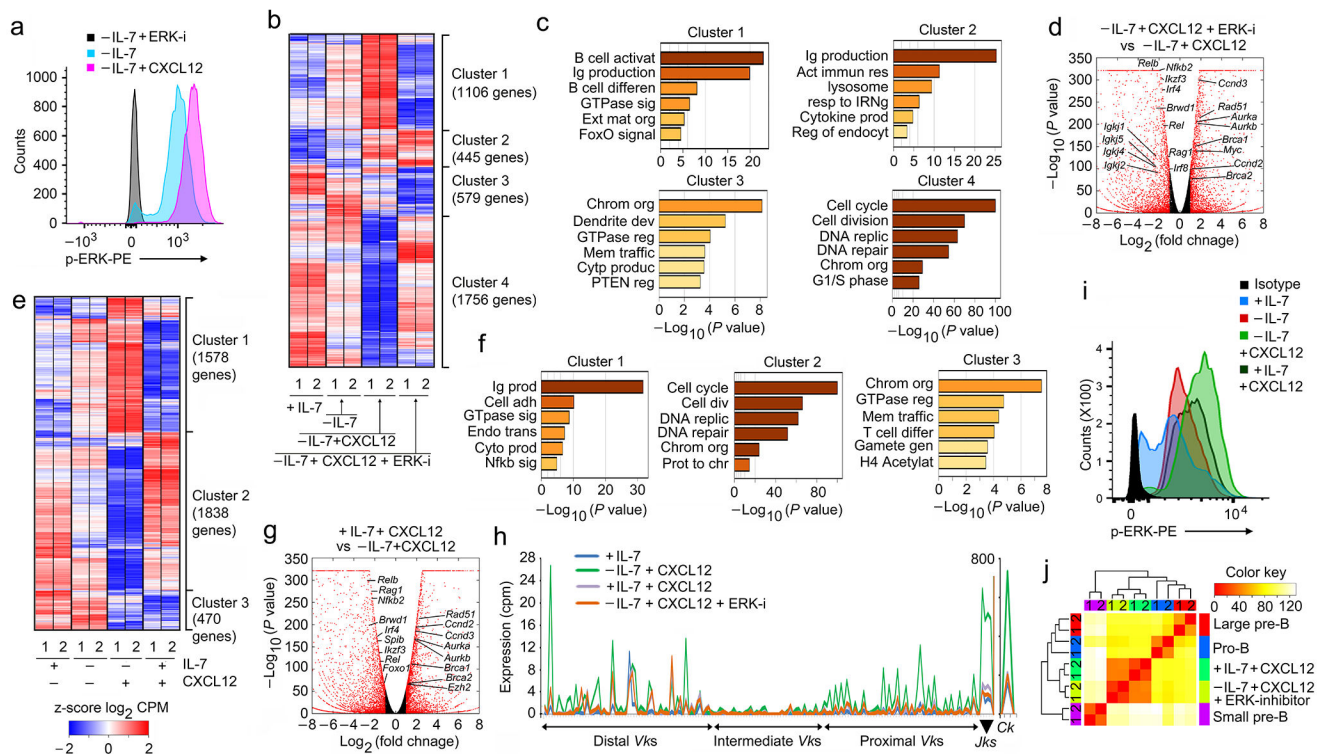 a
−IL-7+ERK-i
−IL-7
−IL-7+CXCL12
1000
800
600
400
200
0
Counts
−10³ 0 10³
p-ERK-PE
b
Cluster 1
(1106 genes)
Cluster 2
(445 genes)
Cluster 3
(579 genes)
Cluster 4
(1756 genes)
1 2 1 2 1 2 1 2
+ IL-7
−IL-7
−IL-7+CXCL12
−IL-7+ CXCL12 + ERK-i
c
Cluster 1
B cell activat
Ig production
B cell differen
GTPase sig
Ext mat org
FoxO signal
0 5 10 15 20
Cluster 2
Ig production
Act immun res
lysosome
resp to IRNg
Cytokine prod
Reg of endocyt
0 5 10 15 20 25
Cluster 3
Chrom org
Dendrite dev
GTPase reg
Mem traffic
Cytp produc
PTEN reg
0 2 4 6 8
−Log10 (P value)
Cluster 4
Cell cycle
Cell division
DNA replic
DNA repair
Chrom org
G1/S phase
0 20 40 60 80 100
−Log10 (P value)
d
−IL-7+CXCL12 + ERK-i
vs −IL-7+ CXCL12
350
300
250
200
150
100
50
0
−Log10 (P value)
Relb
Nfkb2
Ikzf3
Irf4
Brwd1
Rel
Igkj1
Igkj5
Igkj4
Igkj2
Rag1
Irf8
Ccnd3
Rad51
Aurka
Aurkb
Brca1
Myc
Ccnd2
Brca2
−8 −6 −4 −2 0 2 4 6 8
Log2 (fold chnage)
e
Cluster 1
(1578
genes)
Cluster 2
(1838
genes)
Cluster 3
(470
genes)
1 2 1 2 1 2 1 2
+ − − + IL-7
− − + + CXCL12
z-score log2 CPM
−2 0 2
f
Cluster 1
Ig prod
Cell adh
GTpase sig
Endo trans
Cyto prod
Nfkb sig
0 10 20 30
−Log10 (P value)
Cluster 2
Cell cycle
Cell div
DNA replic
DNA repair
Chrom org
Prot to chr
0 50 100
−Log10 (P value)
Cluster 3
Chrom org
GTPase reg
Mem traffic
T cell differ
Gamete gen
H4 Acetylat
0 2 4 6 8
−Log10 (P value)
g
+ IL-7+ CXCL12
vs −IL-7+CXCL12
350
300
250
200
150
100
50
0
−Log10 (P value)
Relb
Rag1
Nfkb2
Brwd1
Irf4
Spib
Ikzf3
Rel
Foxo1
Rad51
Ccnd2
Ccnd3
Aurka
Aurkb
Brca1
Brca2
Ezh2
−8 −6 −4 −2 0 2 4 6 8
Log2 (fold chnage)
h
+ IL-7
−IL-7 + CXCL12
+ IL-7 + CXCL12
−IL-7 + CXCL12 + ERK-i
28
24
20
16
12
8
4
0
Expression (cpm)
800
0
Distal Vks
Intermediate Vks
Proximal Vks
Jks
Ck
i
Isotype
+IL-7
−IL-7
−IL-7
+CXCL12
+IL-7
+CXCL12
4
3
2
1
0
Counts (X100)
10⁴
p-ERK-PE
j
Color key
0 40 80 120
1 2 1 2 1 2 1 2 1 2
Large pre-B
Pro-B
+IL-7+CXCL12
−IL-7+CXCL12
+ERK-inhibitor
Small pre-B